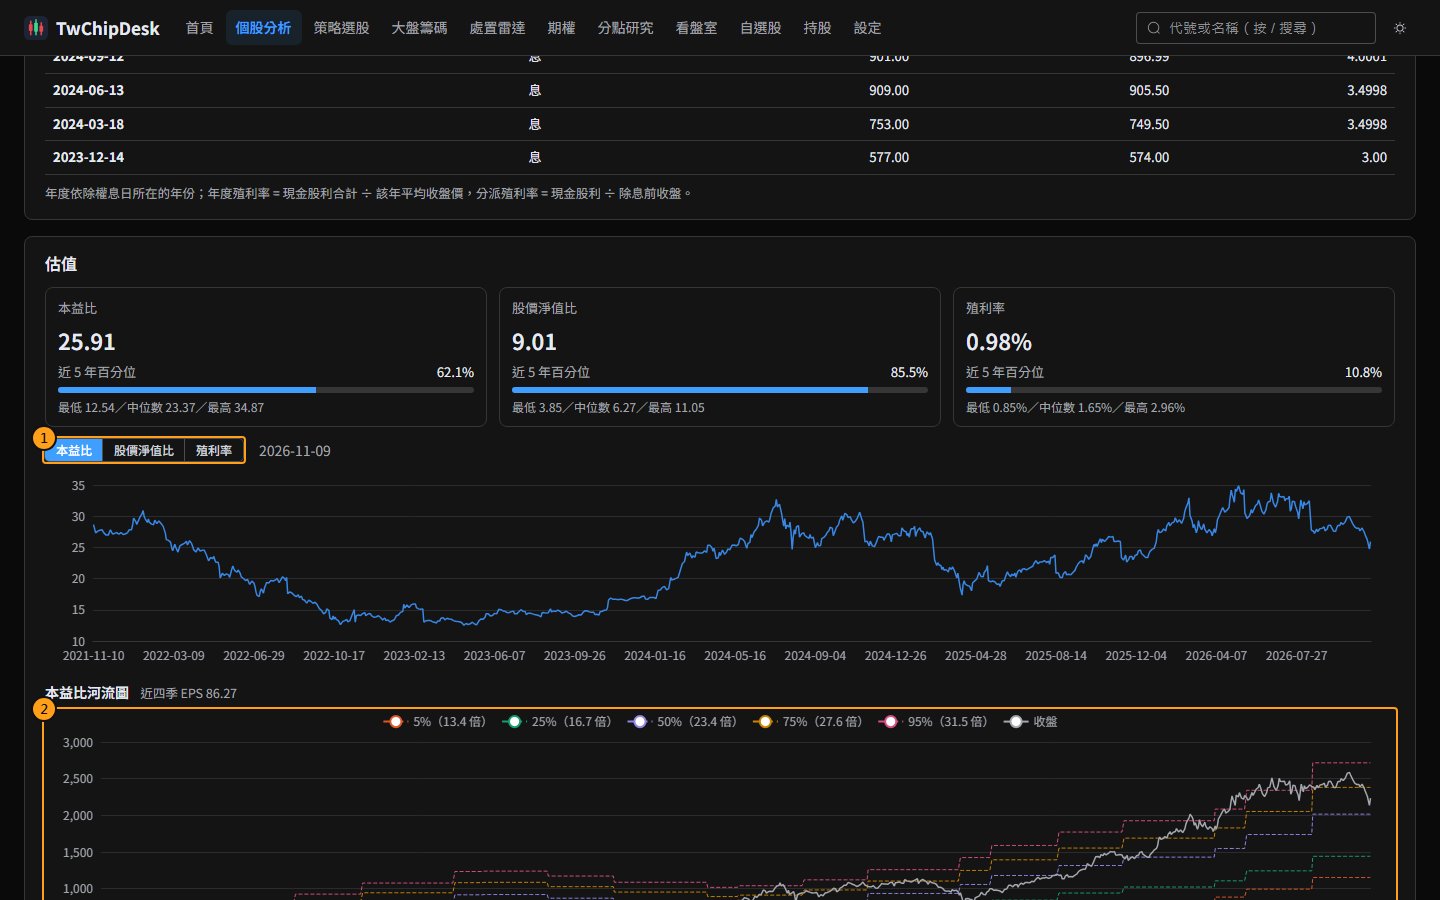 TwChipDesk 首頁 個股分析 策略選股 大盤籌碼 處置雷達 期權 分點研究 看盤室 自選股 持股 設定 代號或名稱（按 / 搜尋）
2024-09-12 息 901.00 896.99 4.0001
2024-06-13 息 909.00 905.50 3.4998
2024-03-18 息 753.00 749.50 3.4998
2023-12-14 息 577.00 574.00 3.00
年度依除權息日所在的年份；年度殖利率 = 現金股利合計 ÷ 該年平均收盤價，分派殖利率 = 現金股利 ÷ 除息前收盤。
估值
本益比 股價淨值比 殖利率
25.91 9.01 0.98%
近 5 年百分位 62.1% 近 5 年百分位 85.5% 近 5 年百分位 10.8%
最低 12.54／中位數 23.37／最高 34.87 最低 3.85／中位數 6.27／最高 11.05 最低 0.85%／中位數 1.65%／最高 2.96%
1 本益比 股價淨值比 殖利率 2026-11-09
35
30
25
20
15
10
2021-11-10 2022-03-09 2022-06-29 2022-10-17 2023-02-13 2023-06-07 2023-09-26 2024-01-16 2024-05-16 2024-09-04 2024-12-26 2025-04-28 2025-08-14 2025-12-04 2026-04-07 2026-07-27
本益比河流圖 近四季 EPS 86.27
2
5%（13.4 倍） 25%（16.7 倍） 50%（23.4 倍） 75%（27.6 倍） 95%（31.5 倍） 收盤
3,000
2,500
2,000
1,500
1,000